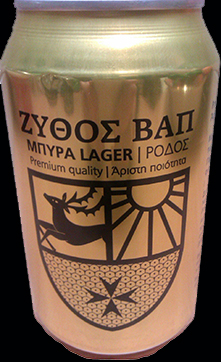 ΖΥΘΟΣ ΒΑΠ
ΜΠΥΡΑ LAGER | ΡΟΔΟΣ
Premium quality | Άριστη ποιότητα